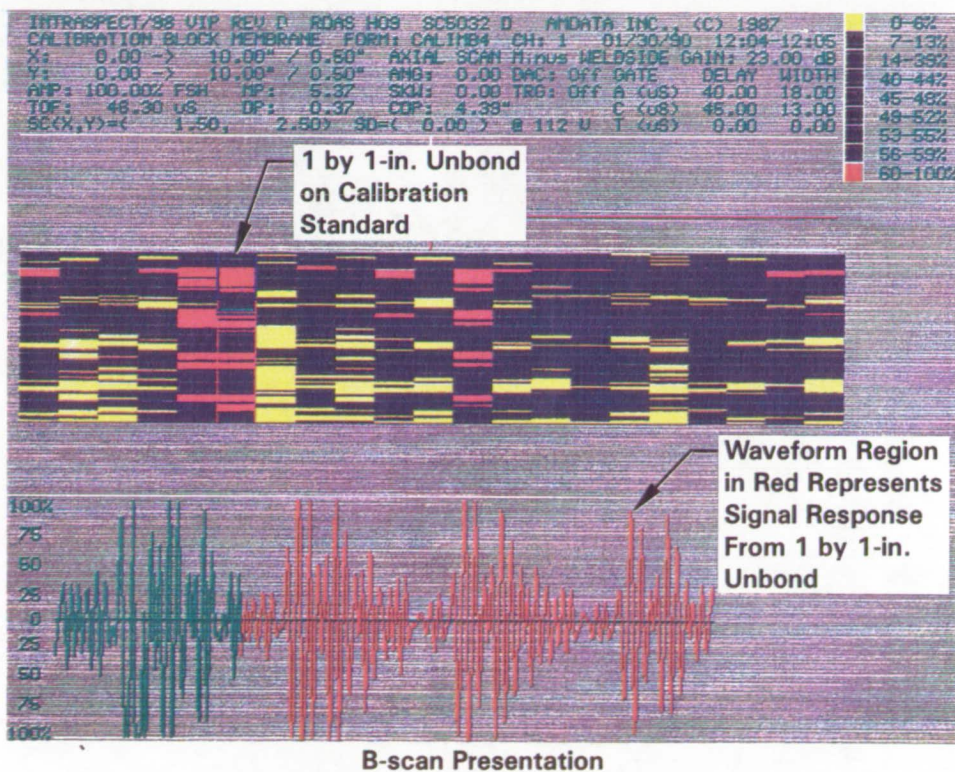 INTRASPECT/98 VIP REV D RDAS H09 SC5032 D AMDATA INC., (C) 1987
CALIBRATION BLOCK MEMBRANE FORM: CALIMB4 CH: 1 01/30/90 12:04-12:05
X: 0.00 -> 10.00" / 0.50" AXIAL SCAN Minus WELDSIDE GAIN: 23.00 dB
Y: 0.00 -> 10.00" / 0.50" ANG: 0.00 DAC: Off GATE DELAY WIDTH
AMP: 100.00% FSH MP: 5.37 SKW: 0.00 TRG: Off A (uS) 40.00 18.00
TOF: 46.30 uS DP: 0.37 COP: 4.39" C (uS) 45.00 13.00
SC(X,Y)=( 1.50, 2.50) SD=( 0.00 ) @ 112 U T (uS) 0.00 0.00
0-6%
7-13%
14-39%
40-44%
45-48%
49-52%
53-55%
56-59%
60-100%
1 by 1-in. Unbond
on Calibration
Standard
Waveform Region
in Red Represents
Signal Response
From 1 by 1-in.
Unbond
100%
75
50
25
0
25
50
75
100%
B-scan Presentation